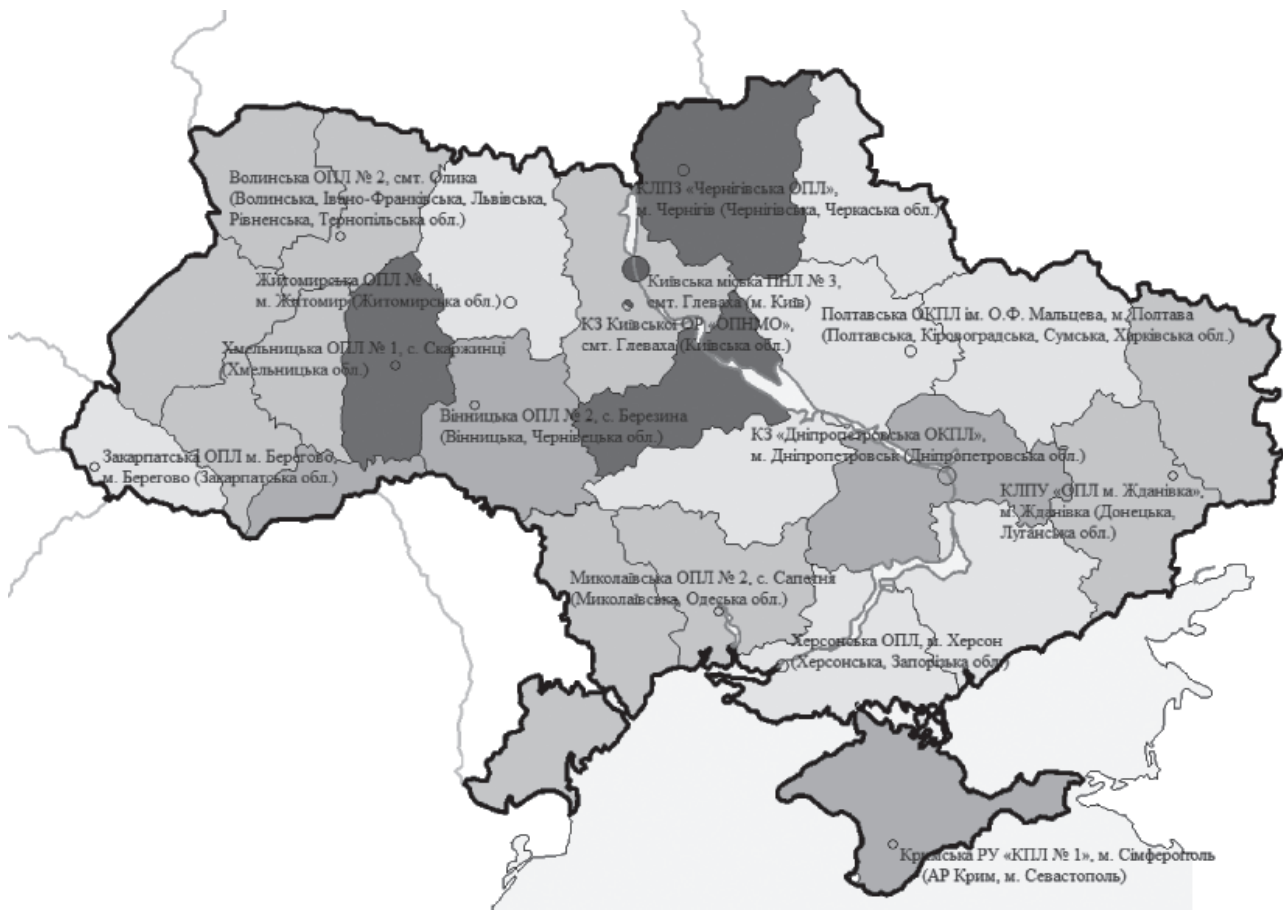 Волинська ОПЛ № 2, смт. Олика
(Волинська, Івано-Франківська, Львівська,
Рівненська, Тернопільська обл.)
КЛПЗ «Чернігівська ОПЛ»,
м. Чернігів (Чернігівська, Черкаська обл.)
Житомирська ОПЛ № 1,
м. Житомир (Житомирська обл.)
Київська міська ПНЛ № 3,
смт. Глеваха (м. Київ)
КЗ Київської ОР «ОПНМО»,
смт. Глеваха (Київська обл.)
Полтавська ОКПЛ ім. О.Ф. Мальцева, м. Полтава
(Полтавська, Кіровоградська, Сумська, Харківська обл.)
Хмельницька ОПЛ № 1, с. Скаржинці
(Хмельницька обл.)
Вінницька ОПЛ № 2, с. Березина
(Вінницька, Чернівецька обл.)
КЗ «Дніпропетровська ОКПЛ»,
м. Дніпропетровськ (Дніпропетровська обл.)
Закарпатська ОПЛ м. Берегово,
м. Берегово (Закарпатська обл.)
КЛПУ «ОПЛ м. Жданівка»,
м. Жданівка (Донецька,
Луганська обл.)
Миколаївська ОПЛ № 2, с. Сапетня
(Миколаївська, Одеська обл.)
Херсонська ОПЛ, м. Херсон
(Херсонська, Запорізька обл.)
Кримська РУ «КПЛ № 1», м. Сімферополь
(АР Крим, м. Севастополь)